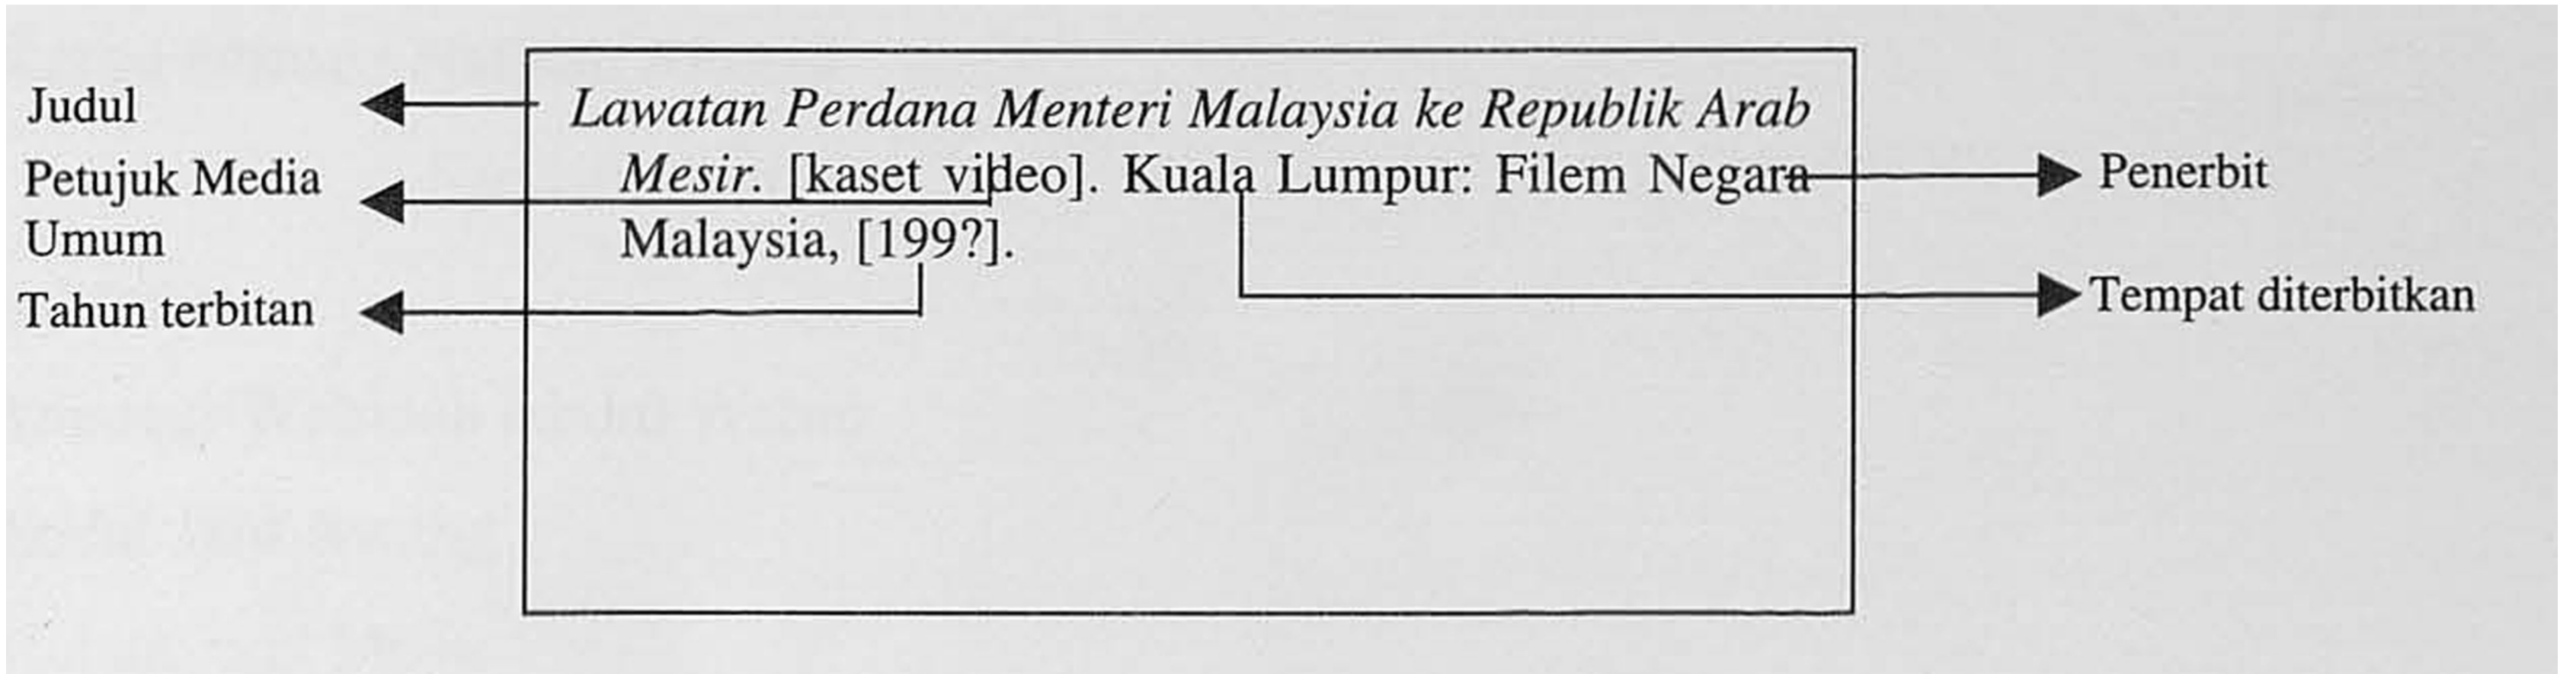 Judul
Petujuk Media
Umum
Tahun terbitan
Lawatan Perdana Menteri Malaysia ke Republik Arab
Mesir. [kaset video]. Kuala Lumpur: Filem Negara
Malaysia, [199?].
Penerbit
Tempat diterbitkan